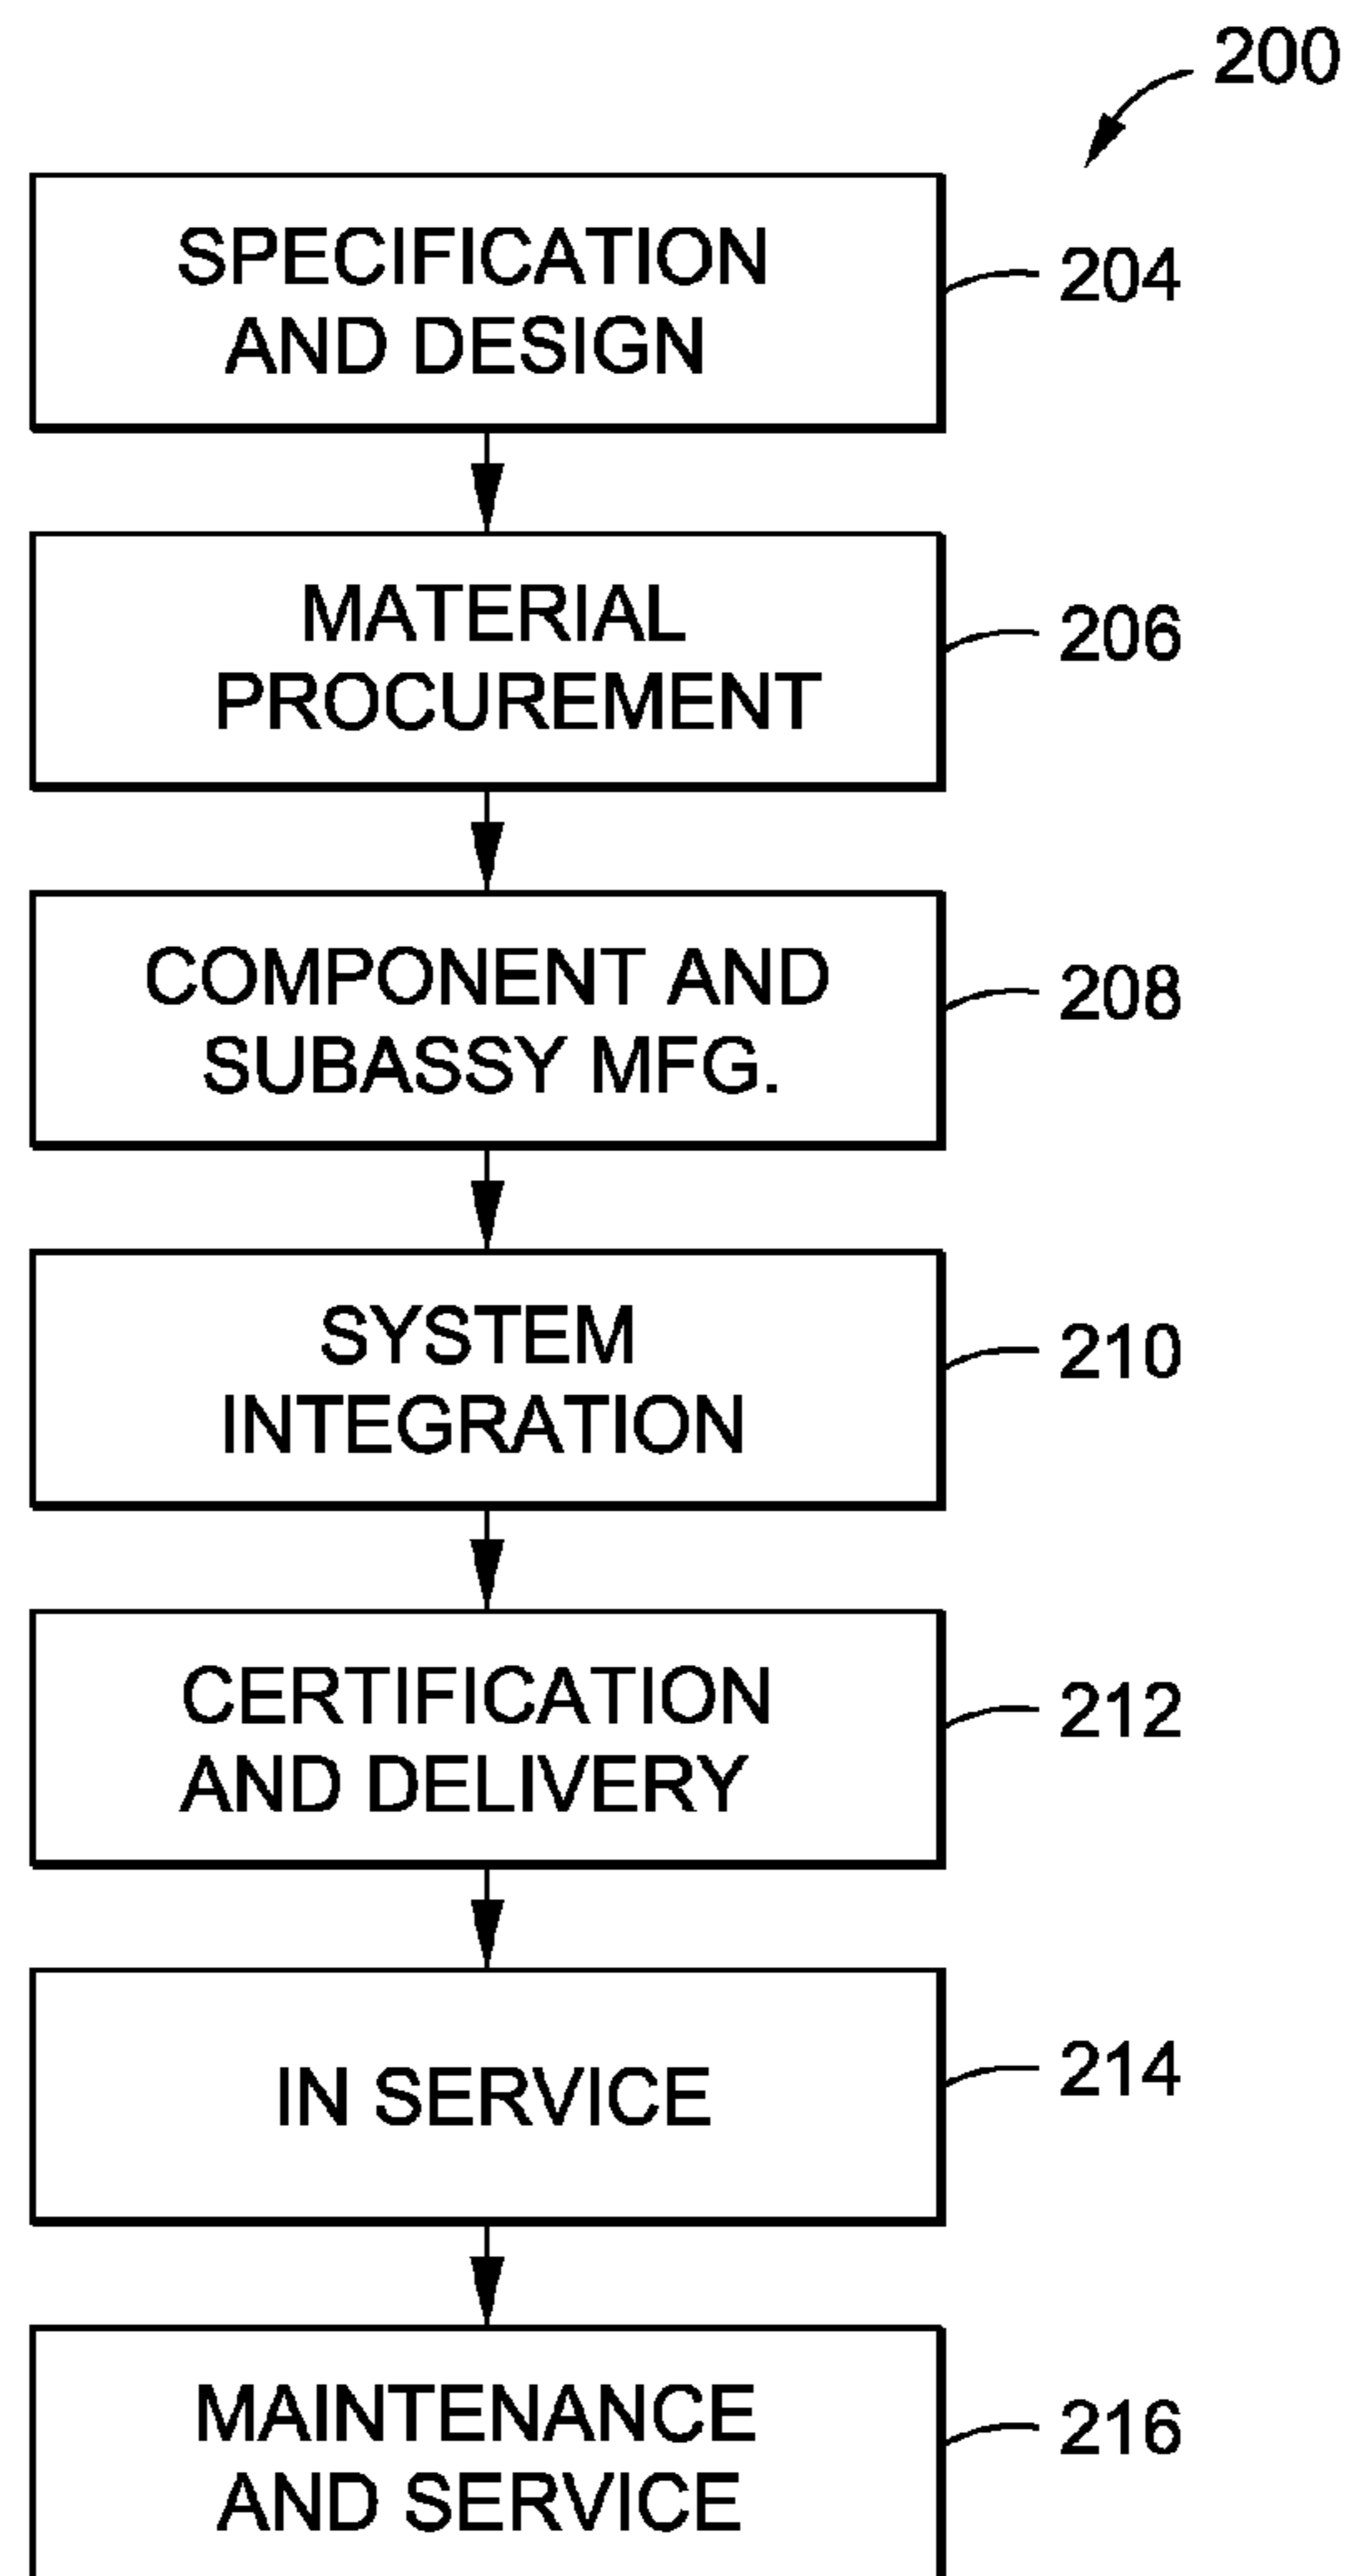 200
SPECIFICATION
AND DESIGN
204
MATERIAL
PROCUREMENT
206
COMPONENT AND
SUBASSY MFG.
208
SYSTEM
INTEGRATION
210
CERTIFICATION
AND DELIVERY
212
IN SERVICE
214
MAINTENANCE
AND SERVICE
216